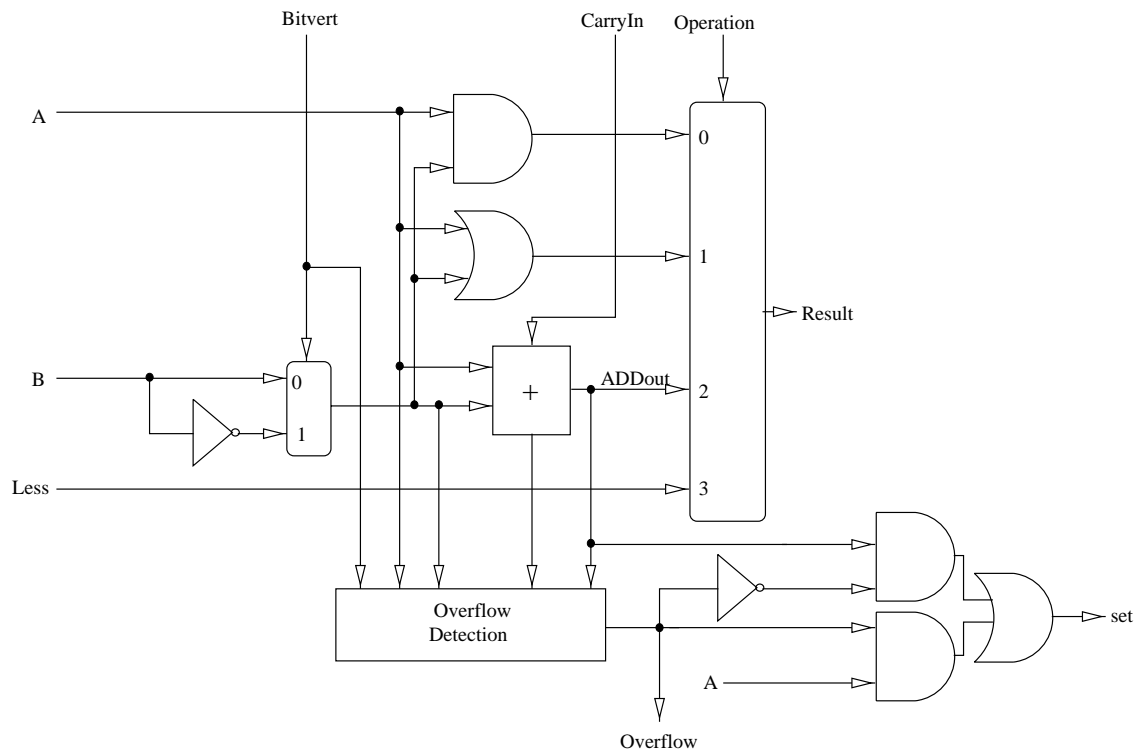 Bitvert
CarryIn
Operation
A
0
1
Result
B
0
1
+
ADDout
2
Less
3
Overflow
Detection
set
A
Overflow